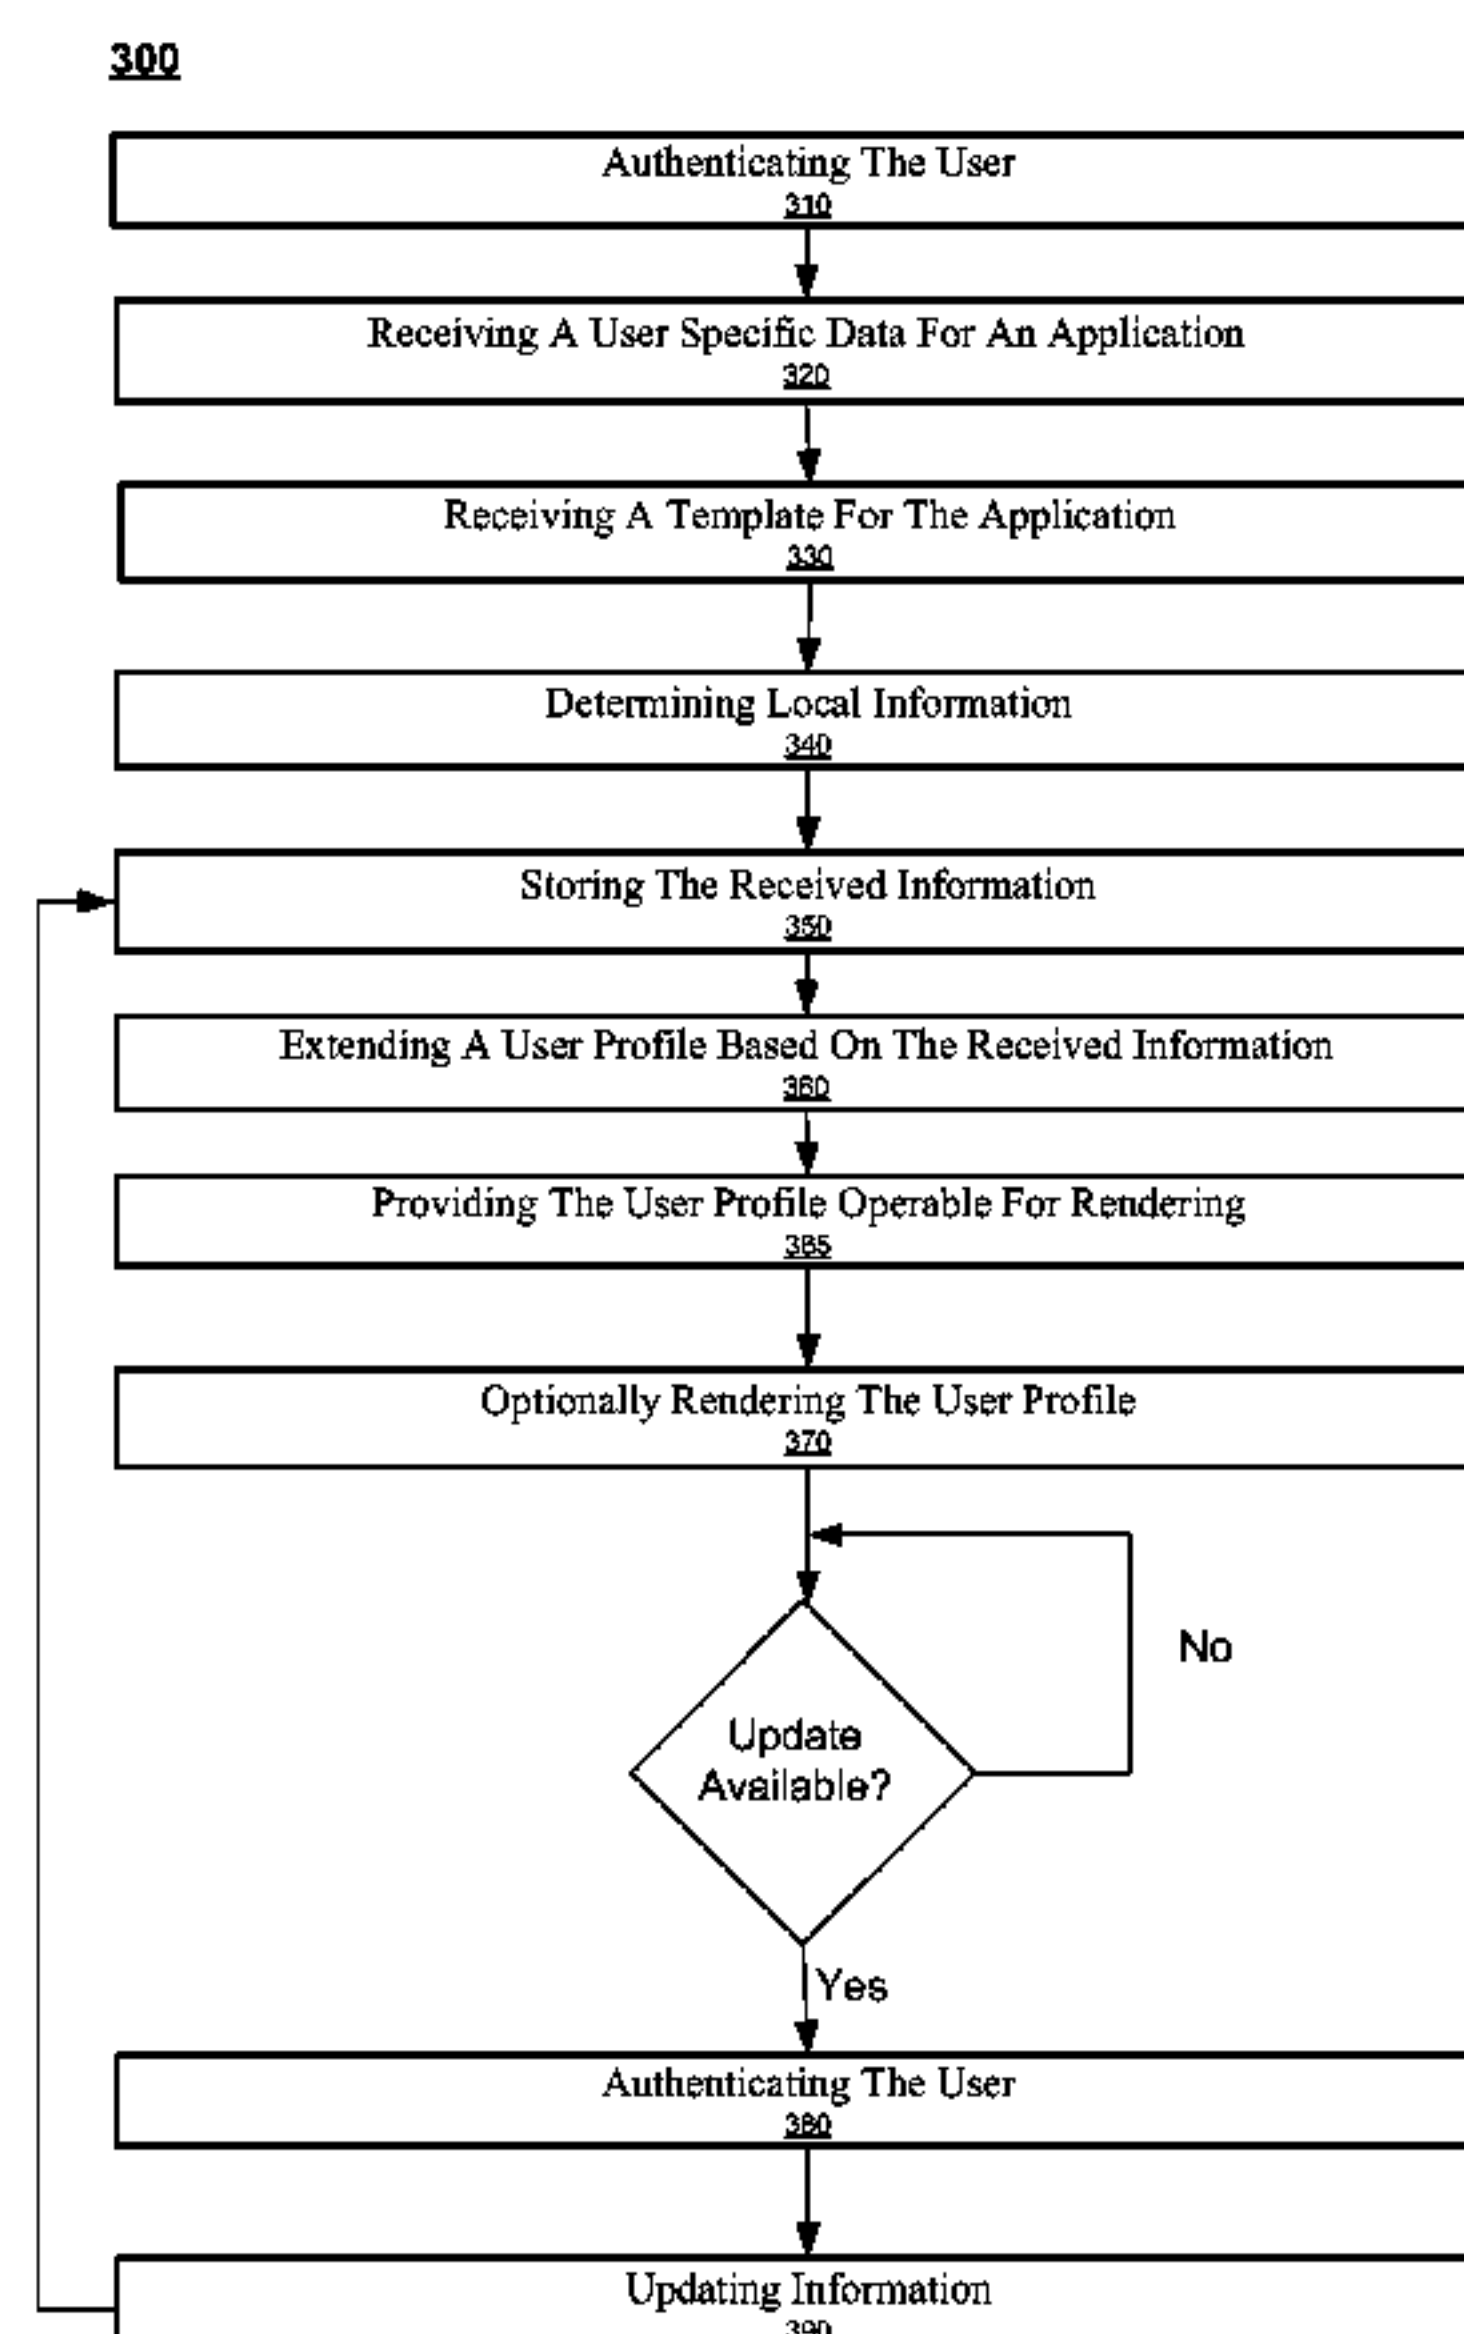 300
Authenticating The User
310
Receiving A User Specific Data For An Application
320
Receiving A Template For The Application
330
Determining Local Information
340
Storing The Received Information
350
Extending A User Profile Based On The Received Information
360
Providing The User Profile Operable For Rendering
365
Optionally Rendering The User Profile
370
No
Update
Available?
Yes
Authenticating The User
380
Updating Information
390